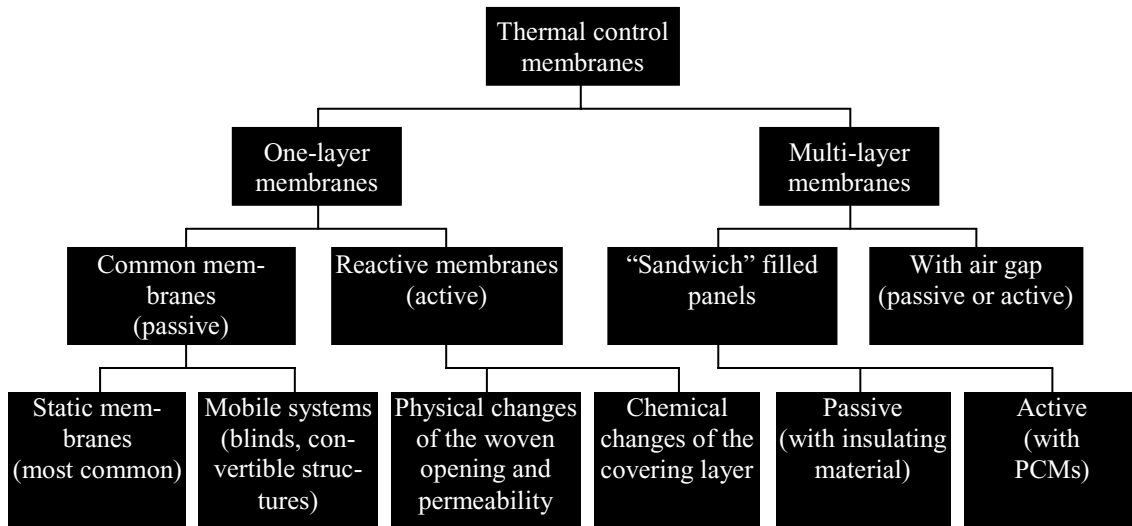 Thermal control
membranes
One-layer
membranes
Multi-layer
membranes
Common mem-
branes
(passive)
Reactive membranes
(active)
“Sandwich” filled
panels
With air gap
(passive or active)
Static mem-
branes
(most common)
Mobile systems
(blinds, con-
vertible struc-
tures)
Physical changes
of the woven
opening and
permeability
Chemical
changes of the
covering layer
Passive
(with insulating
material)
Active
(with
PCMs)